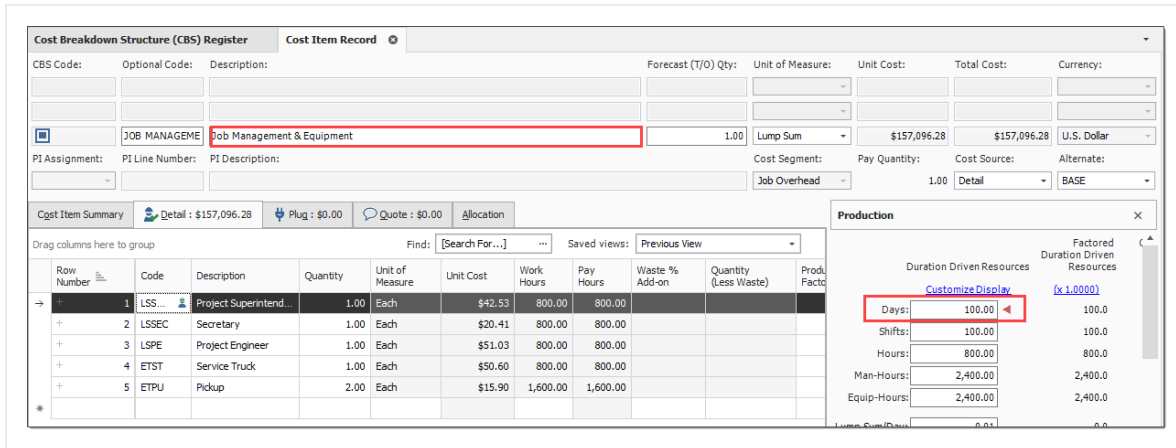 Cost Breakdown Structure (CBS) Register Cost Item Record
CBS Code: Optional Code: Description: Forecast (T/O) Qty: Unit of Measure: Unit Cost: Total Cost: Currency:
JOB MANAGEME Job Management & Equipment 1.00 Lump Sum $157,096.28 $157,096.28 U.S. Dollar
PI Assignment: PI Line Number: PI Description: Cost Segment: Pay Quantity: Cost Source: Alternate:
Job Overhead 1.00 Detail BASE
Cost Item Summary Detail : $157,096.28 Plug : $0.00 Quote : $0.00 Allocation
Drag columns here to group Find: [Search For...] ... Saved views: Previous View
Row Number Code Description Quantity Unit of Measure Unit Cost Work Hours Pay Hours Waste % Add-on Quantity (Less Waste) Produ Facto
1 LSS... Project Superintend... 1.00 Each $42.53 800.00 800.00
2 LSSEC Secretary 1.00 Each $20.41 800.00 800.00
3 LSPE Project Engineer 1.00 Each $51.03 800.00 800.00
4 ETST Service Truck 1.00 Each $50.60 800.00 800.00
5 ETPU Pickup 2.00 Each $15.90 1,600.00 1,600.00
Production
Duration Driven Resources Factored Duration Driven Resources
Customize Display (x 1.0000)
Days: 100.00 100.0
Shifts: 100.00 100.0
Hours: 800.00 800.0
Man-Hours: 2,400.00 2,400.0
Equip-Hours: 2,400.00 2,400.0
Lump Sum/Day: 0.01 0.0